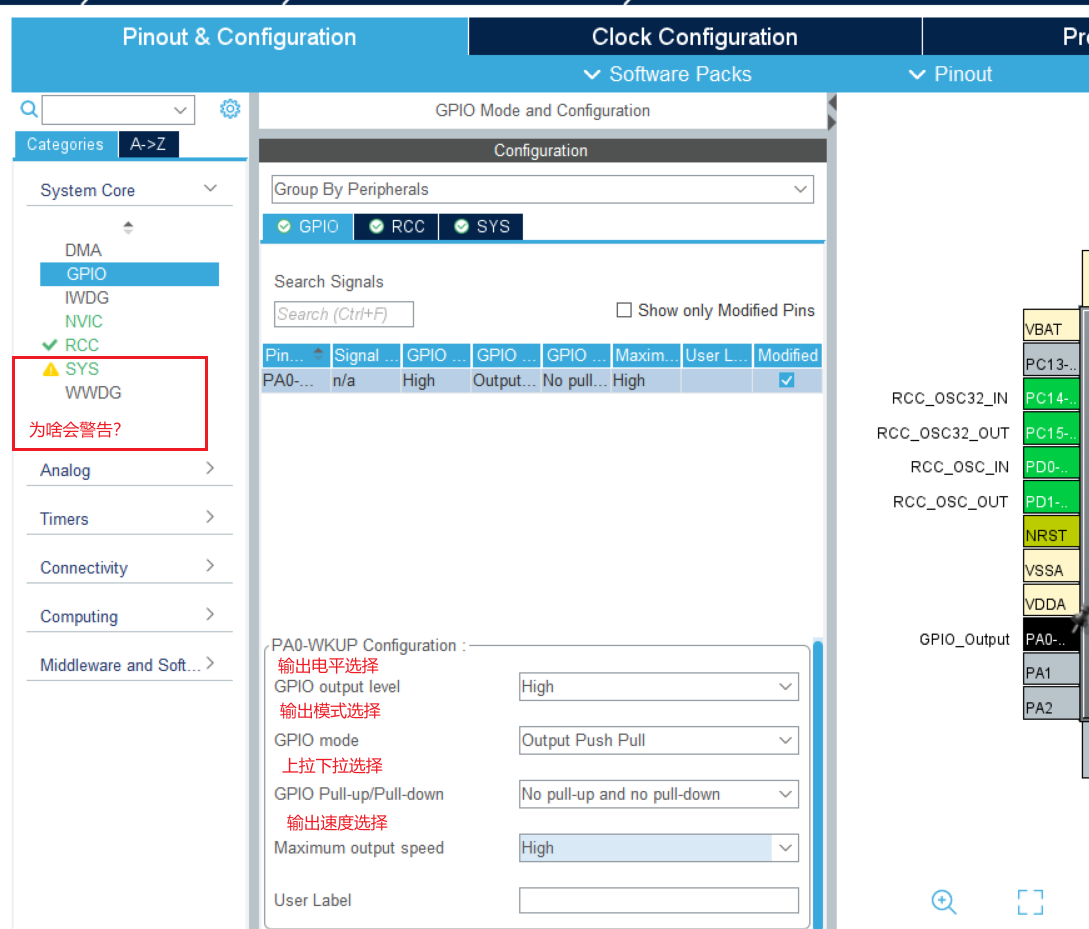 Pinout & Configuration
Clock Configuration
Software Packs
Pinout
Categories
A->Z
System Core
DMA
GPIO
IWDG
NVIC
RCC
SYS
WWDG
为啥会警告?
Analog
Timers
Connectivity
Computing
Middleware and Soft...
GPIO Mode and Configuration
Configuration
Group By Peripherals
GPIO RCC SYS
Search Signals
Search (Ctrl+F)
Show only Modified Pins
Pin... Signal ... GPIO ... GPIO ... GPIO ... Maxim... User L... Modified
PA0-... n/a High Output... No pull... High
PA0-WKUP Configuration :
输出电平选择
GPIO output level High
输出模式选择
GPIO mode Output Push Pull
上拉下拉选择
GPIO Pull-up/Pull-down No pull-up and no pull-down
输出速度选择
Maximum output speed High
User Label
VBAT
PC13-..
RCC_OSC32_IN PC14-..
RCC_OSC32_OUT PC15-..
RCC_OSC_IN PD0-..
RCC_OSC_OUT PD1-..
NRST
VSSA
VDDA
GPIO_Output PA0-..
PA1
PA2